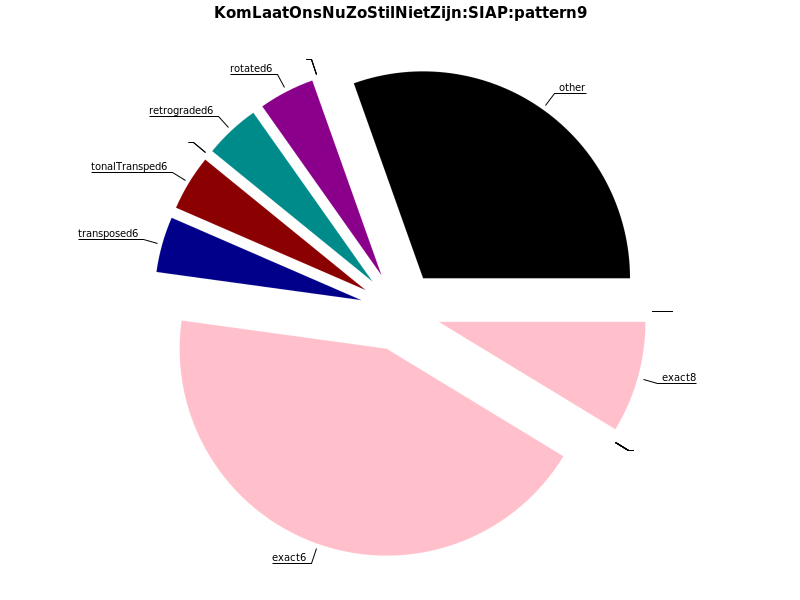 KomLaatOnsNuZoStilNietZijn:SIAP:pattern9
rotated6
other
retrograded6
tonalTransped6
transposed6
exact8
exact6